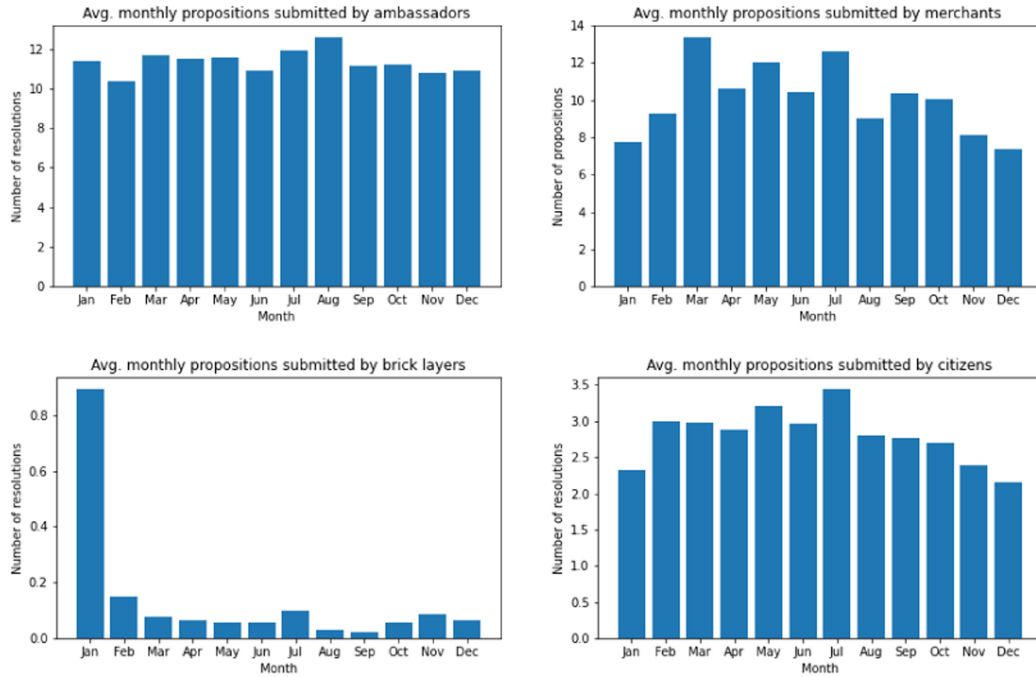 Avg. monthly propositions submitted by ambassadors
Number of resolutions
12
10
8
6
4
2
0
Jan Feb Mar Apr May Jun Jul Aug Sep Oct Nov Dec
Month
Avg. monthly propositions submitted by merchants
Number of propositions
14
12
10
8
6
4
2
0
Jan Feb Mar Apr May Jun Jul Aug Sep Oct Nov Dec
Month
Avg. monthly propositions submitted by brick layers
Number of resolutions
0.8
0.6
0.4
0.2
0.0
Jan Feb Mar Apr May Jun Jul Aug Sep Oct Nov Dec
Month
Avg. monthly propositions submitted by citizens
Number of resolutions
3.5
3.0
2.5
2.0
1.5
1.0
0.5
0.0
Jan Feb Mar Apr May Jun Jul Aug Sep Oct Nov Dec
Month